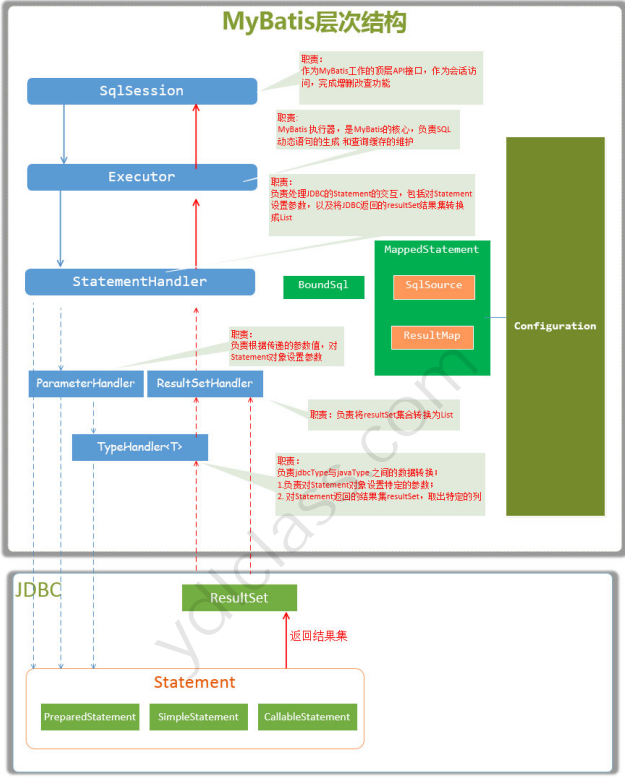 MyBatis层次结构
职责：
作为MyBatis工作的顶层API接口，作为会话访
问，完成增删改查功能
SqlSession
职责:
MyBatis 执行器，是MyBatis的核心，负责SQL
动态语句的生成 和查询缓存的维护
Executor
职责：
负责处理JDBC的Statement的交互，包括对Statement
设置参数，以及将JDBC返回的resultSet结果集转换
成List
StatementHandler
BoundSql
MappedStatement
SqlSource
ResultMap
Configuration
职责：
负责根据传递的参数值，对
Statement对象设置参数
ParameterHandler
ResultSetHandler
职责：负责将resultSet集合转换为List
TypeHandler<T>
职责：
负责jdbcType与javaType之间的数据转换：
1.负责对Statement对象设置特定的参数；
2. 对Statement返回的结果集resultSet，取出特定的列
JDBC
ResultSet
返回结果集
Statement
PreparedStatement
SimpleStatement
CallableStatement
ydlclass.com